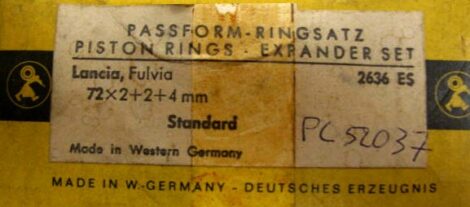 PASSFORM-RINGSATZ
PISTON RINGS - EXPANDER SET
Lancia, Fulvia 2636 ES
72×2+2+4 mm
Standard
PC 52037
Made in Western Germany
MADE IN W.-GERMANY - DEUTSCHES ERZEUGNIS